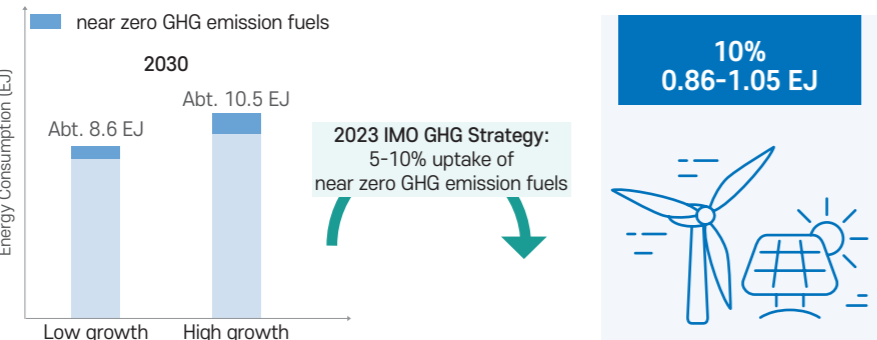 near zero GHG emission fuels
2030
Abt. 8.6 EJ
Abt. 10.5 EJ
Energy Consumption (EJ)
Low growth
High growth
2023 IMO GHG Strategy:
5-10% uptake of
near zero GHG emission fuels
10%
0.86-1.05 EJ